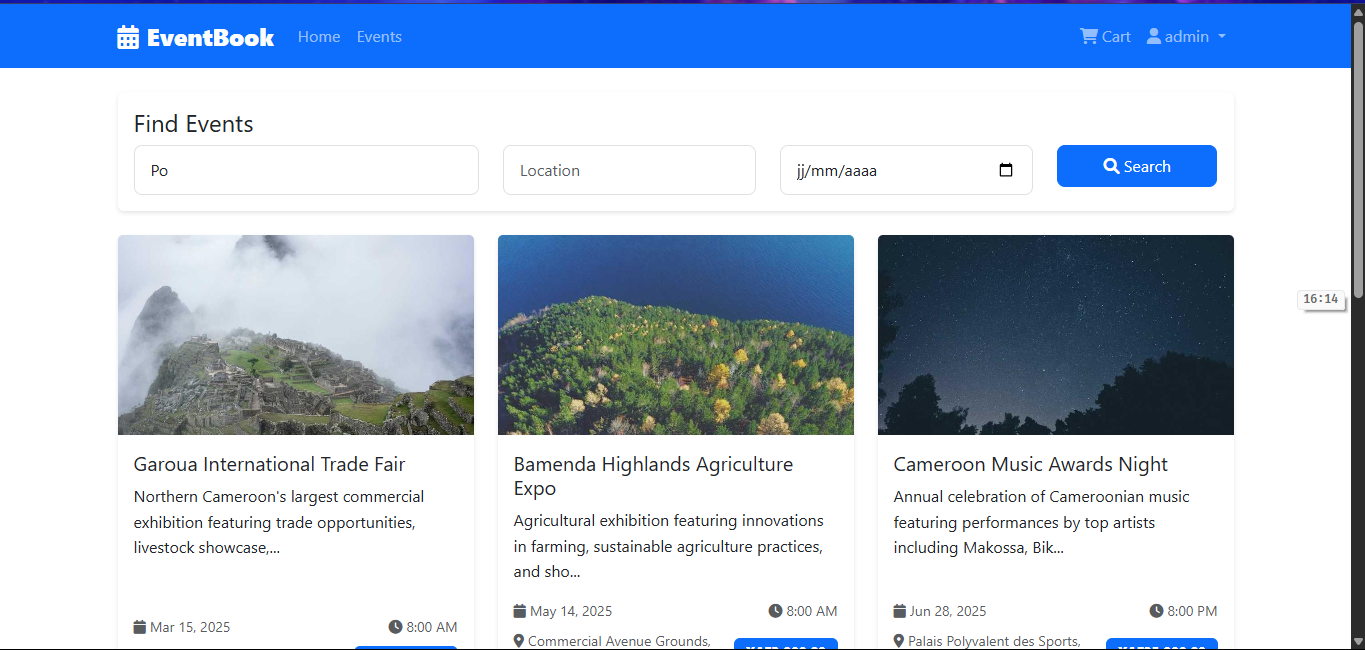 EventBook Home Events Cart admin
Find Events
Po Location jj/mm/aaaa Search
16:14
Garoua International Trade Fair
Northern Cameroon's largest commercial
exhibition featuring trade opportunities,
livestock showcase,...
Mar 15, 2025 8:00 AM
Bamenda Highlands Agriculture
Expo
Agricultural exhibition featuring innovations
in farming, sustainable agriculture practices,
and sho...
May 14, 2025 8:00 AM
Commercial Avenue Grounds,
Cameroon Music Awards Night
Annual celebration of Cameroonian music
featuring performances by top artists
including Makossa, Bik...
Jun 28, 2025 8:00 PM
Palais Polyvalent des Sports,